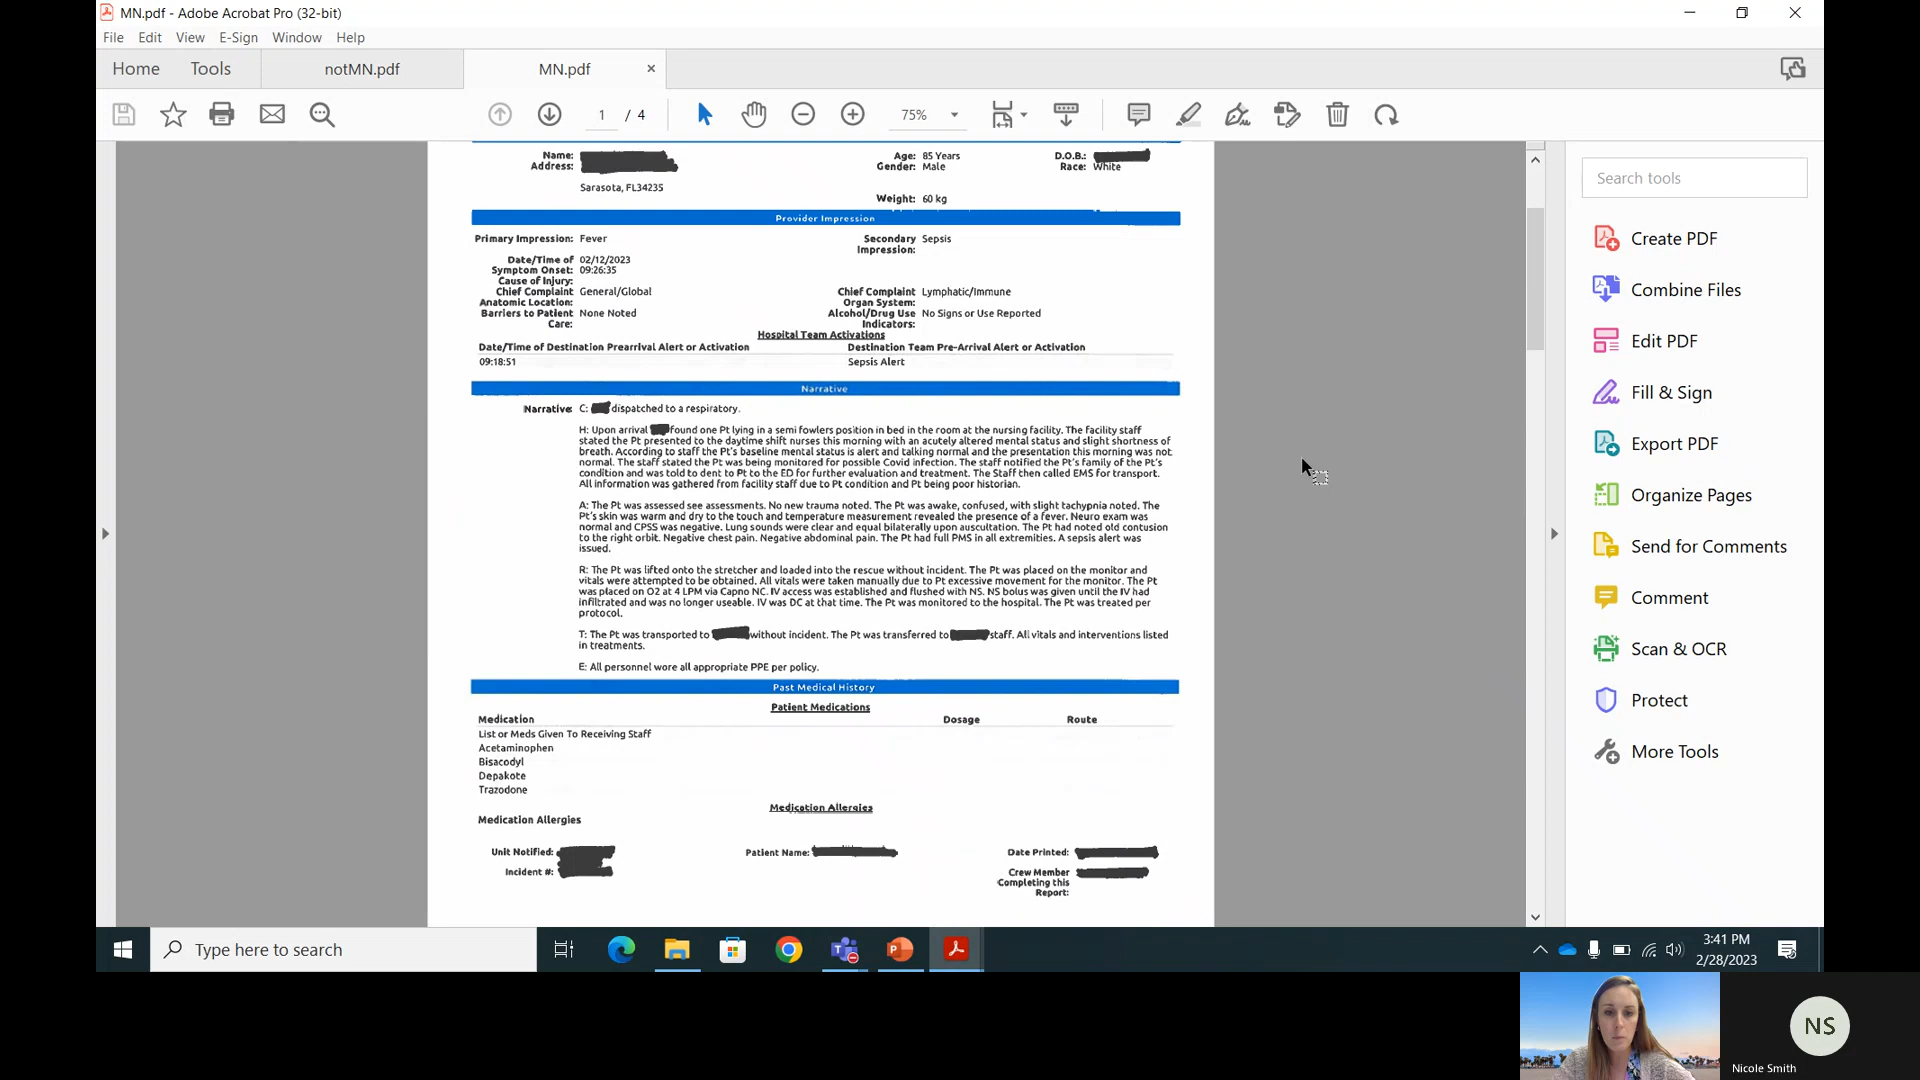 MN.pdf - Adobe Acrobat Pro (32-bit)
File Edit View E-Sign Window Help
Home Tools notMN.pdf MN.pdf
1 / 4 75%
Name: Age: 85 Years D.O.B.:
Address: Gender: Male Race: White
Sarasota, FL34235
Weight: 60 kg
Provider Impression
Primary Impression: Fever Secondary Impression: Sepsis
Date/Time of Symptom Onset: 02/12/2023 09:26:35
Cause of Injury:
Chief Complaint Anatomic Location: General/Global Chief Complaint Organ System: Lymphatic/Immune
Barriers to Patient Care: None Noted Alcohol/Drug Use Indicators: No Signs or Use Reported
Hospital Team Activations
Date/Time of Destination Prearrival Alert or Activation Destination Team Pre-Arrival Alert or Activation
09:18:51 Sepsis Alert
Narrative
Narrative: C: dispatched to a respiratory.
H: Upon arrival found one Pt lying in a semi fowlers position in bed in the room at the nursing facility. The facility staff
stated the Pt presented to the daytime shift nurses this morning with an acutely altered mental status and slight shortness of
breath. According to staff the Pt's baseline mental status is alert and talking normal and the presentation this morning was not
normal. The staff stated the Pt was being monitored for possible Covid infection. The staff notified the Pt's family of the Pt's
condition and was told to dent to Pt to the ED for further evaluation and treatment. The Staff then called EMS for transport.
All information was gathered from facility staff due to Pt condition and Pt being poor historian.
A: The Pt was assessed see assessments. No new trauma noted. The Pt was awake, confused, with slight tachypnia noted. The
Pt's skin was warm and dry to the touch and temperature measurement revealed the presence of a fever. Neuro exam was
normal and CPSS was negative. Lung sounds were clear and equal bilaterally upon auscultation. The Pt had noted old contusion
to the right orbit. Negative chest pain. Negative abdominal pain. The Pt had full PMS in all extremities. A sepsis alert was
issued.
R: The Pt was lifted onto the stretcher and loaded into the rescue without incident. The Pt was placed on the monitor and
vitals were attempted to be obtained. All vitals were taken manually due to Pt excessive movement for the monitor. The Pt
was placed on O2 at 4 LPM via Capno NC. IV access was established and flushed with NS. NS bolus was given until the IV had
infiltrated and was no longer useable. IV was DC at that time. The Pt was monitored to the hospital. The Pt was treated per
protocol.
T: The Pt was transported to without incident. The Pt was transferred to staff. All vitals and interventions listed
in treatments.
E: All personnel wore all appropriate PPE per policy.
Past Medical History
Patient Medications
Medication Dosage Route
List or Meds Given To Receiving Staff
Acetaminophen
Bisacodyl
Depakote
Trazodone
Medication Allergies
Medication Allergies
Unit Notified: Patient Name: Date Printed:
Incident #: Crew Member Completing this Report:
Search tools
Create PDF
Combine Files
Edit PDF
Fill & Sign
Export PDF
Organize Pages
Send for Comments
Comment
Scan & OCR
Protect
More Tools
Type here to search
3:41 PM
2/28/2023
NS
Nicole Smith